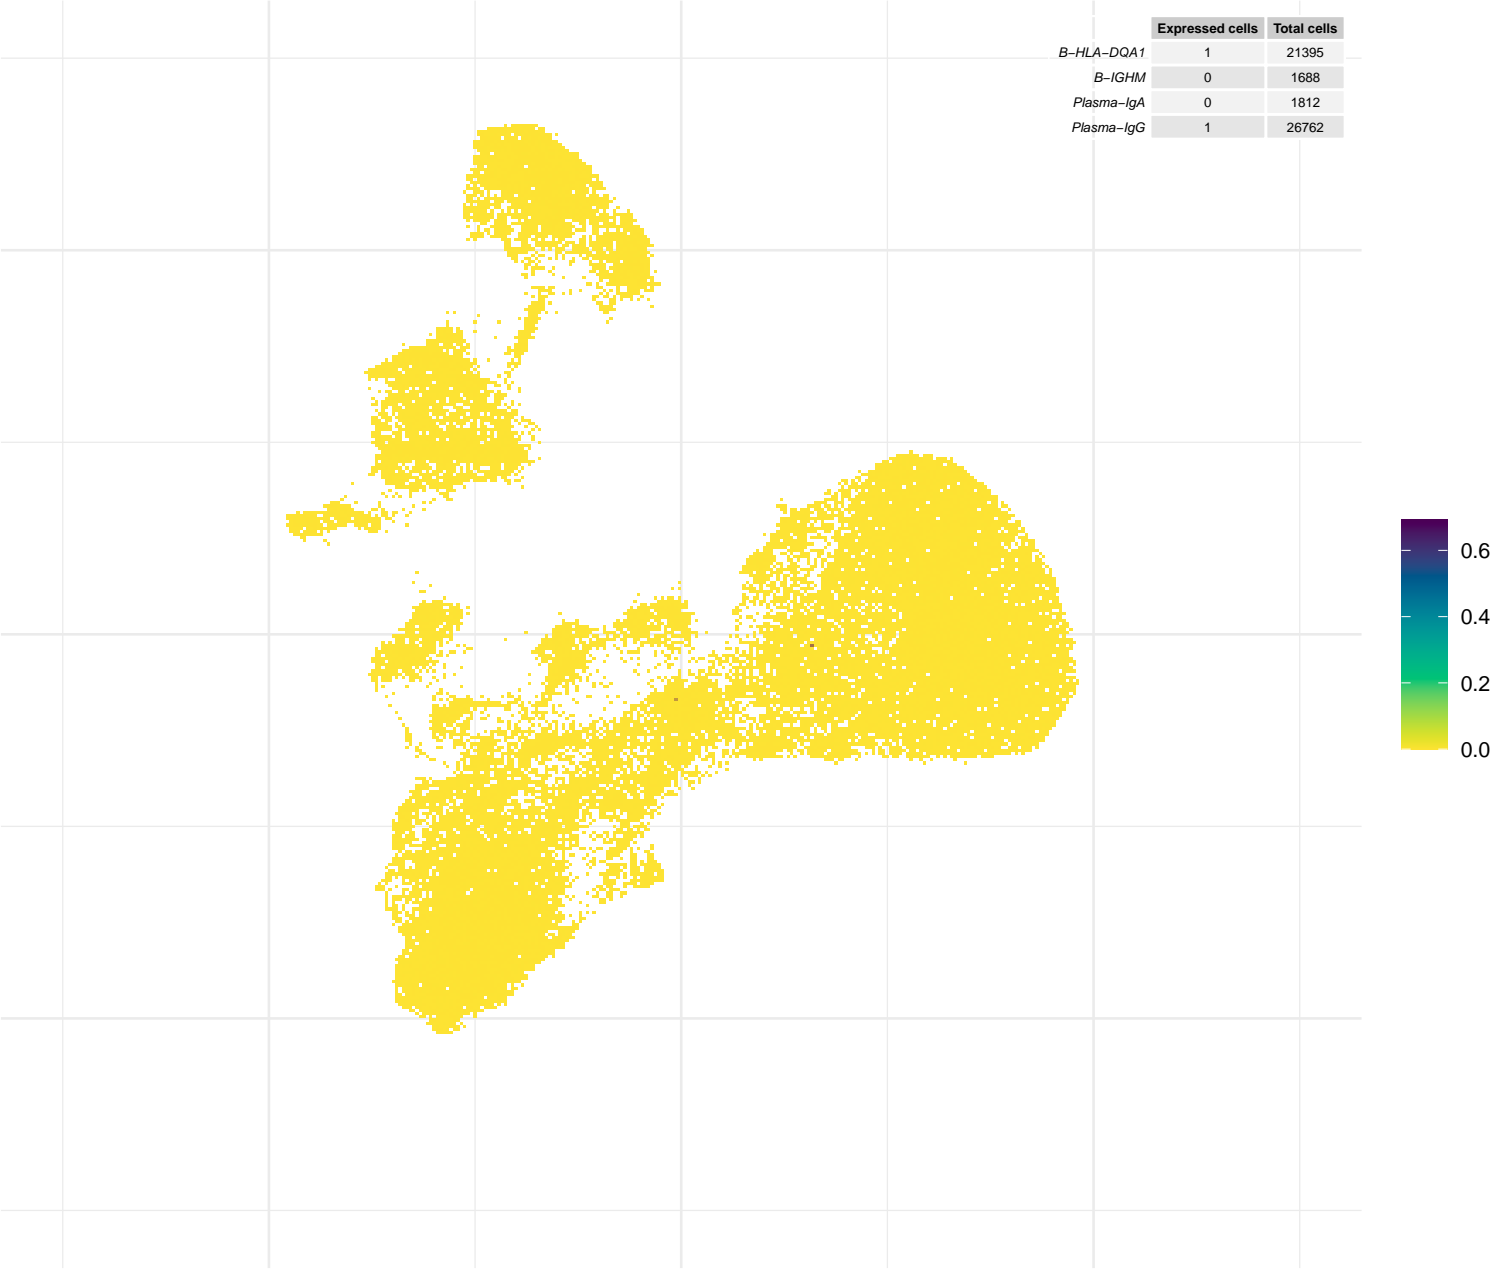 Expressed cells Total cells
B−HLA−DQA1 1 21395
B−IGHM 0 1688
Plasma−IgA 0 1812
Plasma−IgG 1 26762
0.6
0.4
0.2
0.0